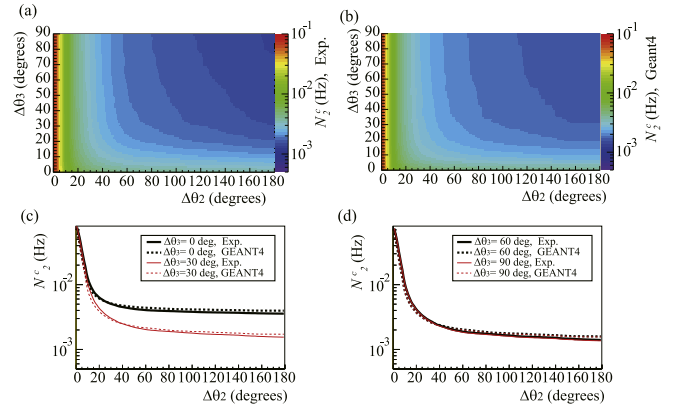 (a)
90
80
70
60
50
40
30
20
10
0
Δθ3 (degrees)
0 20 40 60 80 100 120 140 160 180
Δθ2 (degrees)
10^-1
10^-2
10^-3
N_2^c (Hz), Exp.
(b)
90
80
70
60
50
40
30
20
10
0
Δθ3 (degrees)
0 20 40 60 80 100 120 140 160 180
Δθ2 (degrees)
10^-1
10^-2
10^-3
N_2^c (Hz), Geant4
(c)
N_2^c (Hz)
10^-2
10^-3
Δθ3= 0 deg, Exp.
Δθ3= 0 deg, GEANT4
Δθ3=30 deg, Exp.
Δθ3=30 deg, GEANT4
0 20 40 60 80 100 120 140 160 180
Δθ2 (degrees)
(d)
N_2^c (Hz)
10^-2
10^-3
Δθ3= 60 deg, Exp.
Δθ3= 60 deg, GEANT4
Δθ3= 90 deg, Exp.
Δθ3= 90 deg, GEANT4
0 20 40 60 80 100 120 140 160 180
Δθ2 (degrees)